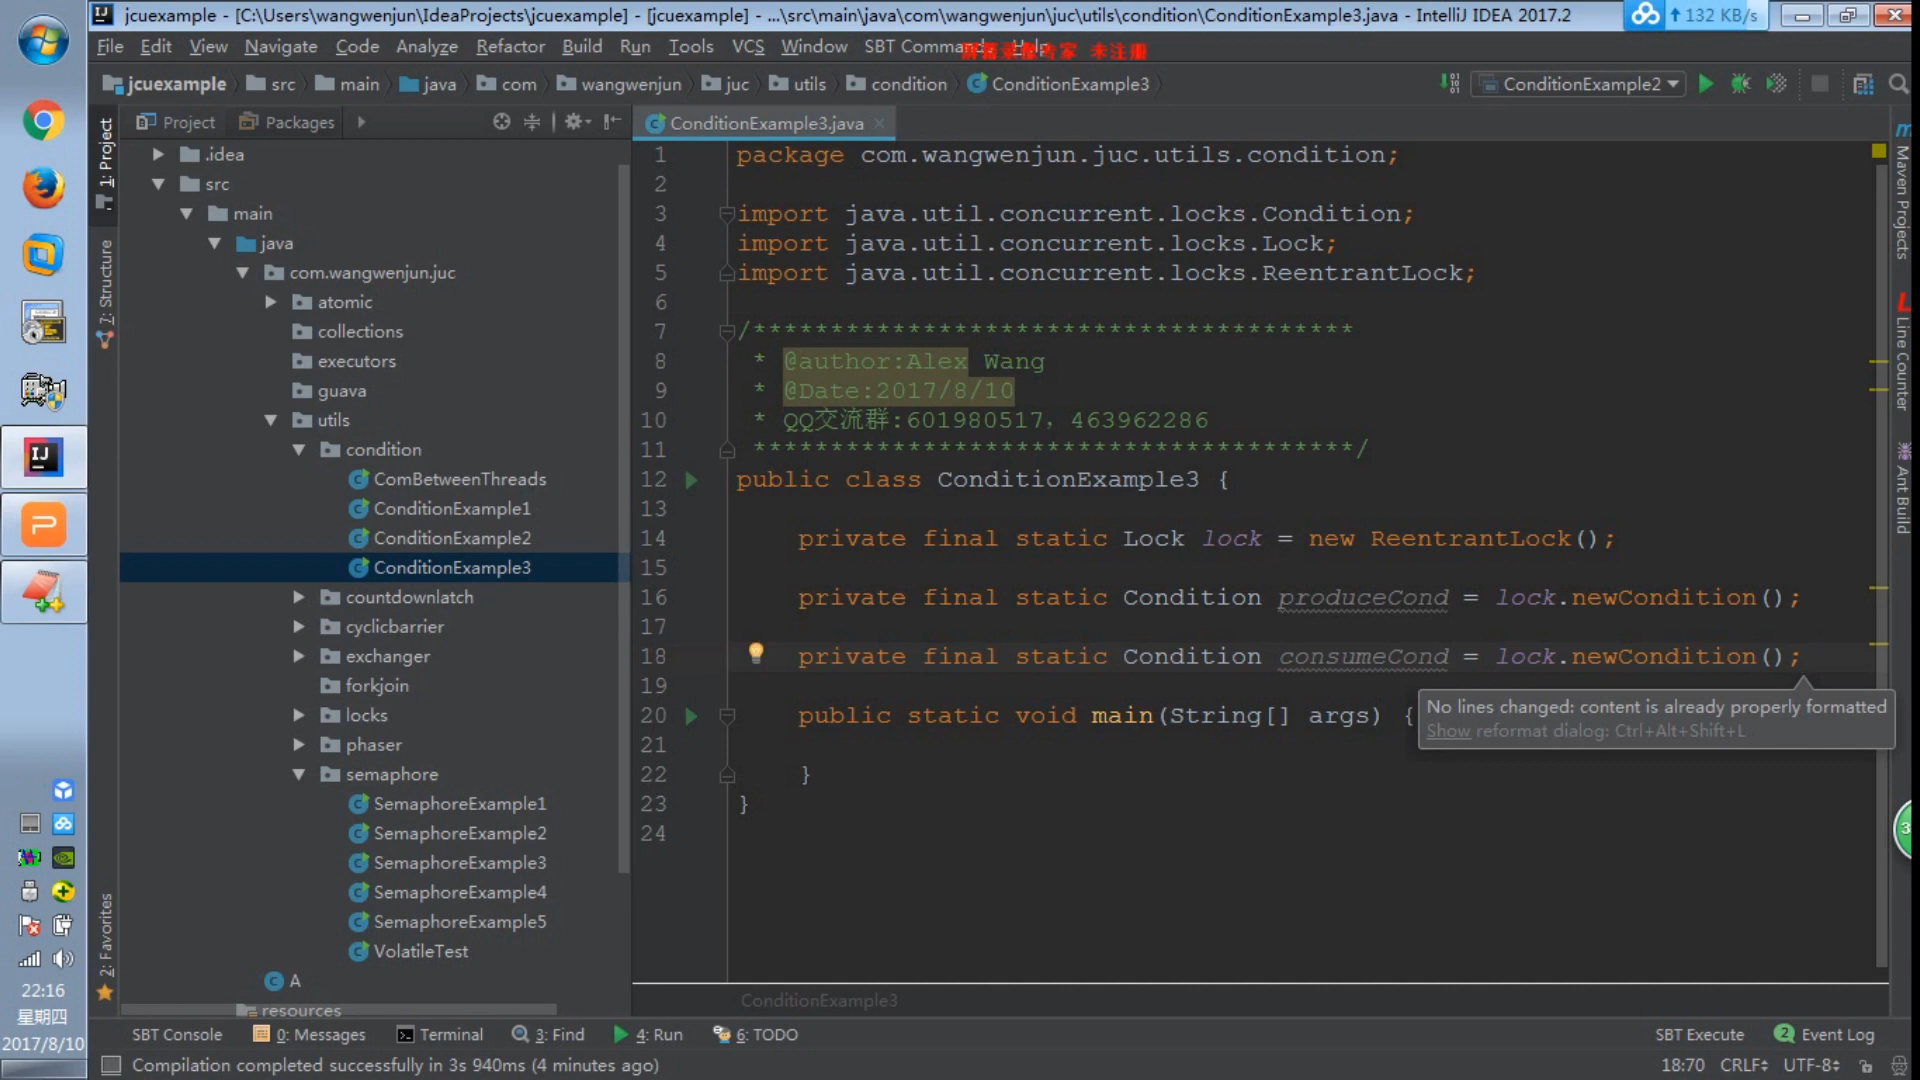 jcuexample - [C:\Users\wangwenjun\IdeaProjects\jcuexample] - [jcuexample] - ...\src\main\java\com\wangwenjun\juc\utils\condition\ConditionExample3.java - IntelliJ IDEA 2017.2
132 KB/s
File Edit View Navigate Code Analyze Refactor Build Run Tools VCS Window SBT Commands Help
未注册
jcuexample src main java com wangwenjun juc utils condition ConditionExample3
ConditionExample2
1: Project
7: Structure
2: Favorites
Project Packages
.idea
src
main
java
com.wangwenjun.juc
atomic
collections
executors
guava
utils
condition
ComBetweenThreads
ConditionExample1
ConditionExample2
ConditionExample3
countdownlatch
cyclicbarrier
exchanger
forkjoin
locks
phaser
semaphore
SemaphoreExample1
SemaphoreExample2
SemaphoreExample3
SemaphoreExample4
SemaphoreExample5
VolatileTest
A
resources
ConditionExample3.java
1 package com.wangwenjun.juc.utils.condition;
2
3 import java.util.concurrent.locks.Condition;
4 import java.util.concurrent.locks.Lock;
5 import java.util.concurrent.locks.ReentrantLock;
6
7 /***************************************
8 * @author:Alex Wang
9 * @Date:2017/8/10
10 * QQ交流群:601980517，463962286
11 ***************************************/
12 public class ConditionExample3 {
13
14 private final static Lock lock = new ReentrantLock();
15
16 private final static Condition produceCond = lock.newCondition();
17
18 private final static Condition consumeCond = lock.newCondition();
19
20 public static void main(String[] args) {
21
22 }
23 }
24
No lines changed: content is already properly formatted
Show reformat dialog: Ctrl+Alt+Shift+L
ConditionExample3
Maven Projects
Line Counter
Ant Build
SBT Console 0: Messages Terminal 3: Find 4: Run 6: TODO
SBT Execute 2 Event Log
Compilation completed successfully in 3s 940ms (4 minutes ago)
18:70 CRLF UTF-8
22:16
星期四
2017/8/10